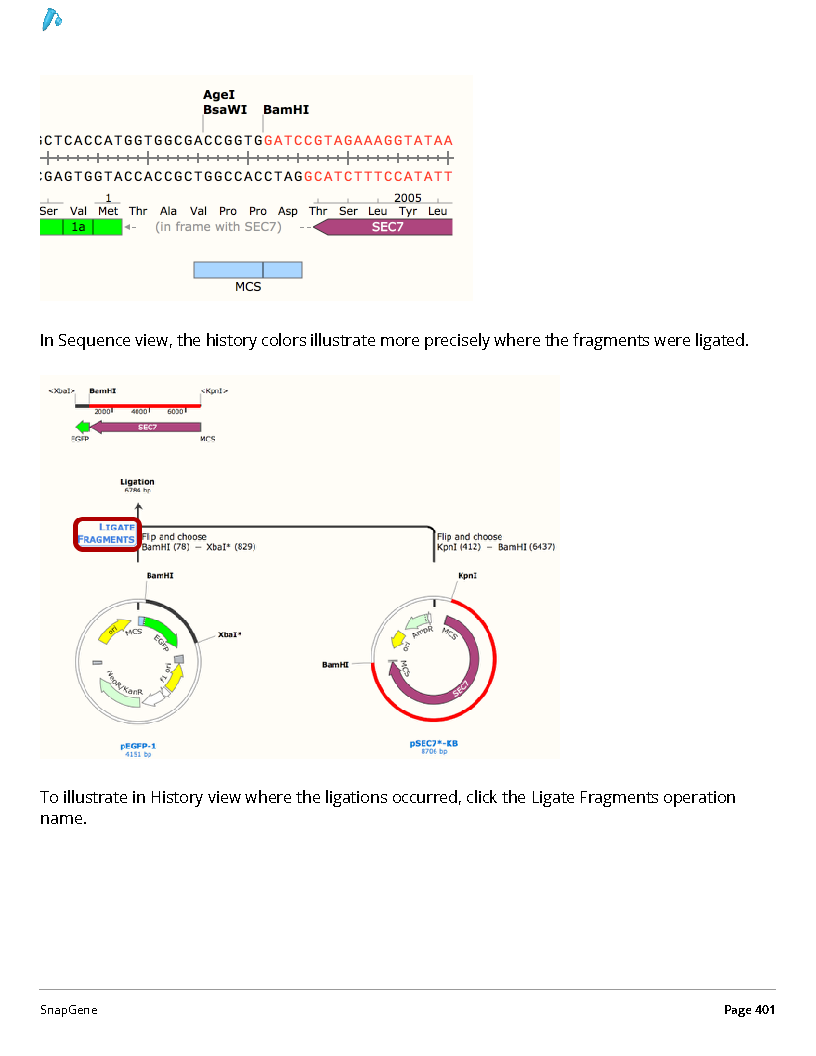 AgeI
BsaWI BamHI
GCTCACCATGGTGGCGACCGGTGGATCCGTAGAAAGGTATAA
CGAGTGGTACCACCGCTGGCCACCTAGGCATCTTTCCATATT
1 2005
Ser Val Met Thr Ala Val Pro Pro Asp Thr Ser Leu Tyr Leu
1a (in frame with SEC7) SEC7
MCS
In Sequence view, the history colors illustrate more precisely where the fragments were ligated.
<XbaI> BamHI <KpnI>
2000 4000 6000
SEC7
EGFP MCS
Ligation
6784 bp
LIGATE
FRAGMENTS
Flip and choose
BamHI (78) – XbaI* (829)
Flip and choose
KpnI (412) – BamHI (6437)
BamHI
XbaI*
ori
MCS
EGFP
f1 ori
NeoR/KanR
pEGFP-1
4151 bp
KpnI
BamHI
AmpR
MCS
ori
MCS
SEC7
pSEC7*-KB
8706 bp
To illustrate in History view where the ligations occurred, click the Ligate Fragments operation
name.
SnapGene Page 401